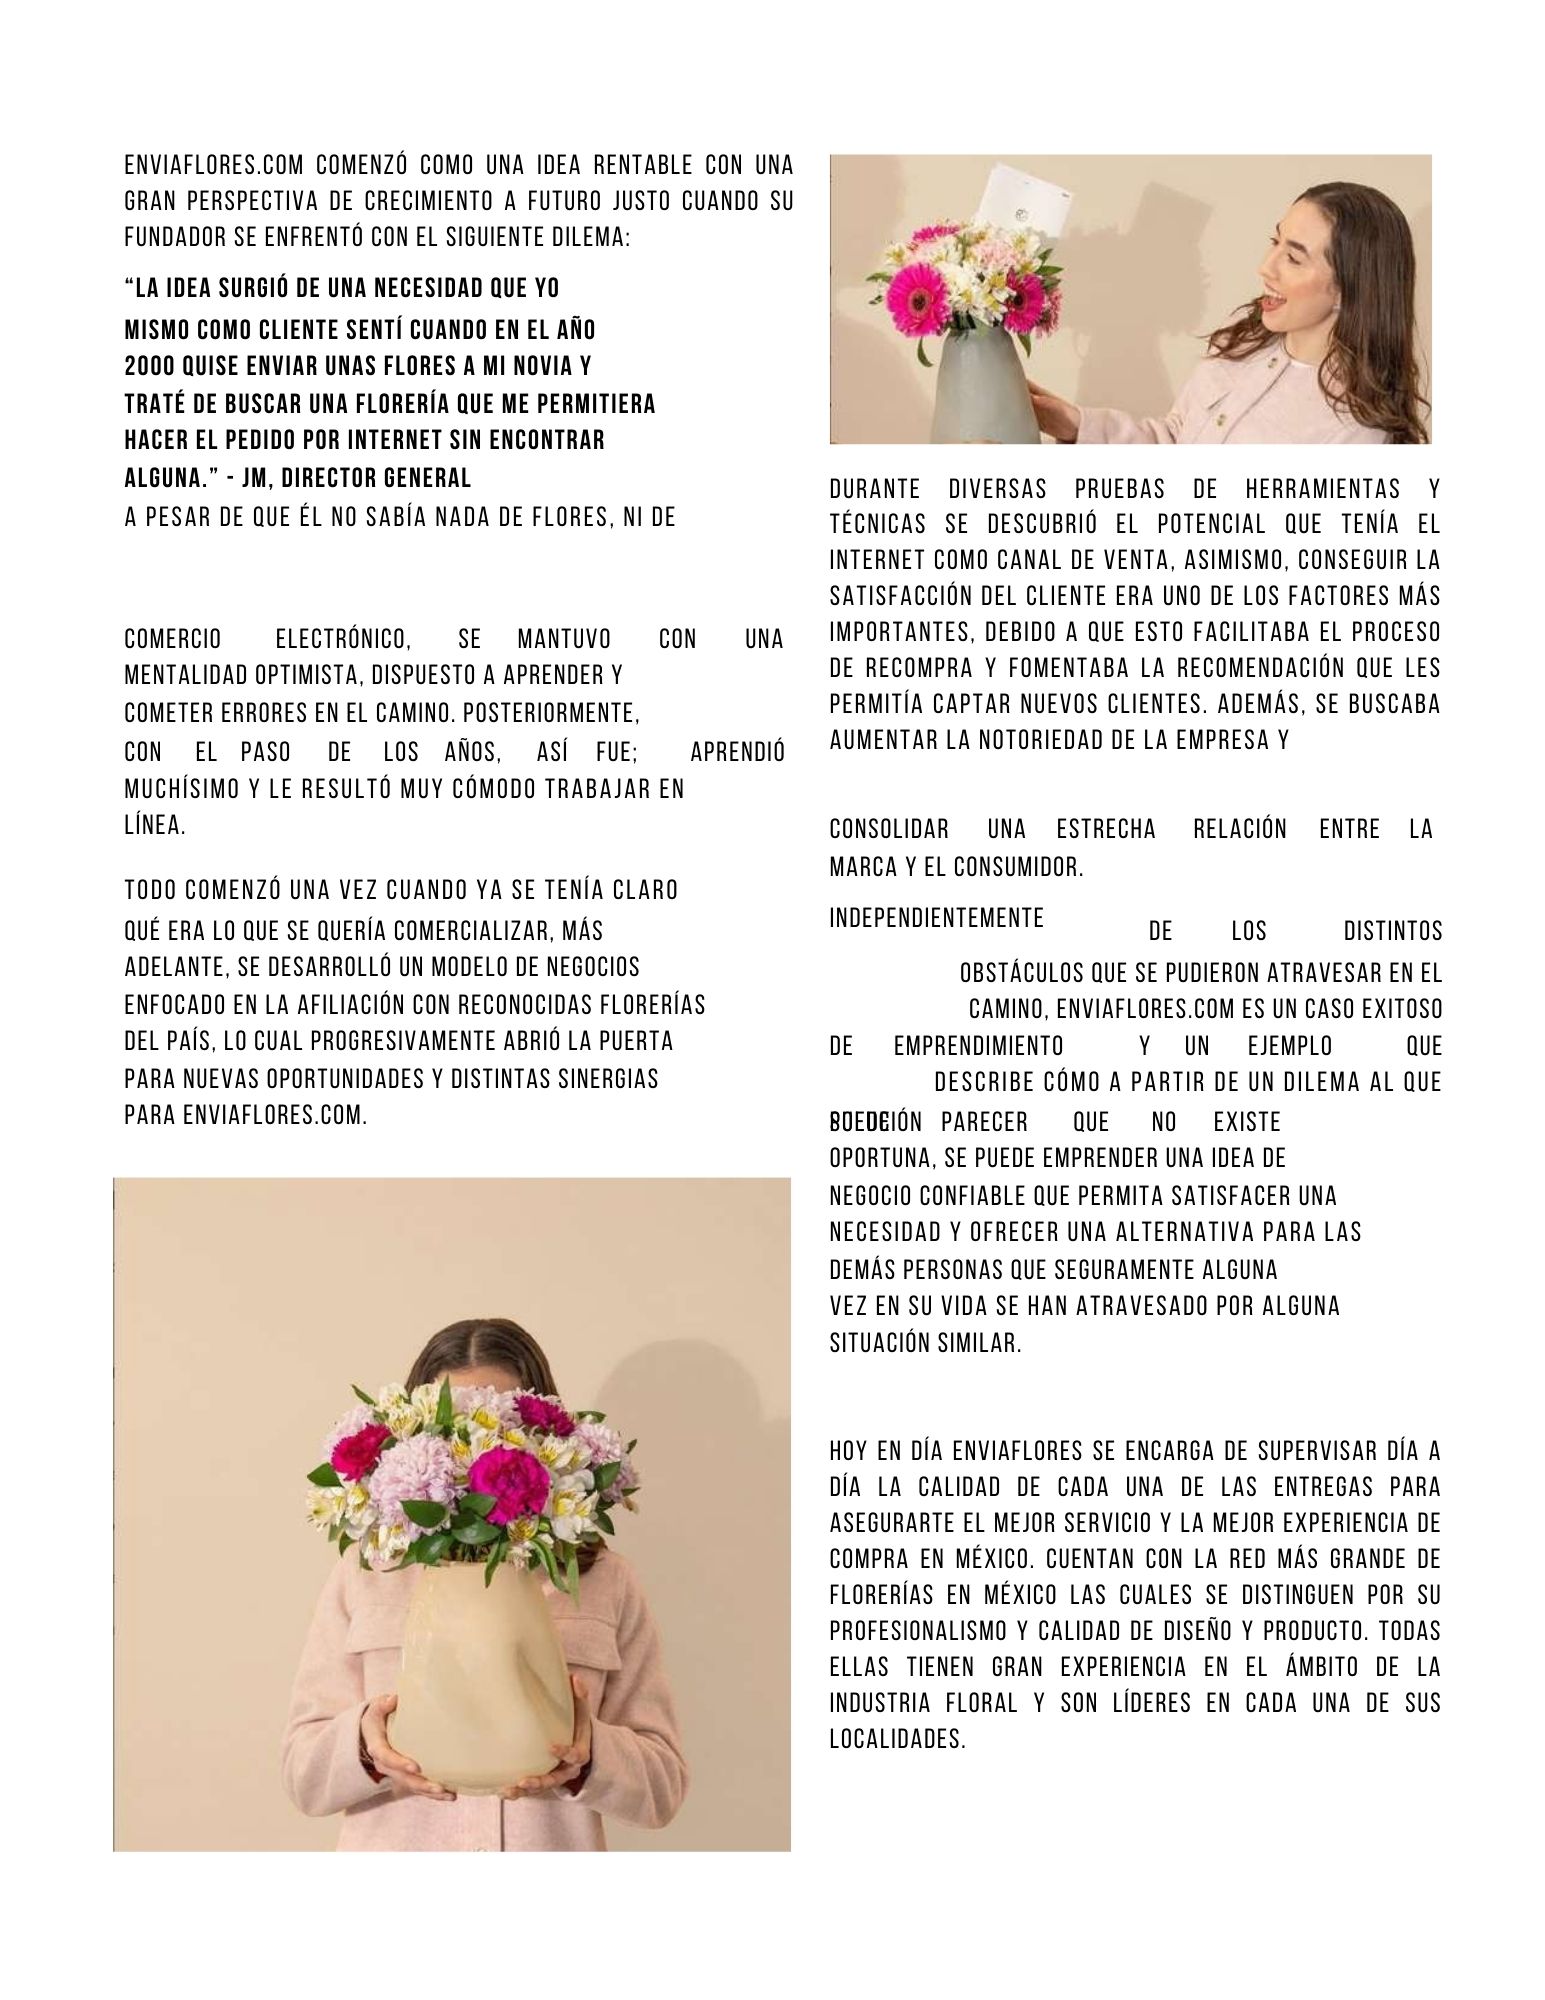 ENVIAFLORES.COM COMENZÓ COMO UNA IDEA RENTABLE CON UNA
GRAN PERSPECTIVA DE CRECIMIENTO A FUTURO JUSTO CUANDO SU
FUNDADOR SE ENFRENTÓ CON EL SIGUIENTE DILEMA:
“LA IDEA SURGIÓ DE UNA NECESIDAD QUE YO
MISMO COMO CLIENTE SENTÍ CUANDO EN EL AÑO
2000 QUISE ENVIAR UNAS FLORES A MI NOVIA Y
TRATÉ DE BUSCAR UNA FLORERÍA QUE ME PERMITIERA
HACER EL PEDIDO POR INTERNET SIN ENCONTRAR
ALGUNA.” - JM, DIRECTOR GENERAL
A PESAR DE QUE ÉL NO SABÍA NADA DE FLORES, NI DE
COMERCIO ELECTRÓNICO, SE MANTUVO CON UNA
MENTALIDAD OPTIMISTA, DISPUESTO A APRENDER Y
COMETER ERRORES EN EL CAMINO. POSTERIORMENTE,
CON EL PASO DE LOS AÑOS, ASÍ FUE; APRENDIÓ
MUCHÍSIMO Y LE RESULTÓ MUY CÓMODO TRABAJAR EN
LÍNEA.
TODO COMENZÓ UNA VEZ CUANDO YA SE TENÍA CLARO
QUÉ ERA LO QUE SE QUERÍA COMERCIALIZAR, MÁS
ADELANTE, SE DESARROLLÓ UN MODELO DE NEGOCIOS
ENFOCADO EN LA AFILIACIÓN CON RECONOCIDAS FLORERÍAS
DEL PAÍS, LO CUAL PROGRESIVAMENTE ABRIÓ LA PUERTA
PARA NUEVAS OPORTUNIDADES Y DISTINTAS SINERGIAS
PARA ENVIAFLORES.COM.
DURANTE DIVERSAS PRUEBAS DE HERRAMIENTAS Y
TÉCNICAS SE DESCUBRIÓ EL POTENCIAL QUE TENÍA EL
INTERNET COMO CANAL DE VENTA, ASIMISMO, CONSEGUIR LA
SATISFACCIÓN DEL CLIENTE ERA UNO DE LOS FACTORES MÁS
IMPORTANTES, DEBIDO A QUE ESTO FACILITABA EL PROCESO
DE RECOMPRA Y FOMENTABA LA RECOMENDACIÓN QUE LES
PERMITÍA CAPTAR NUEVOS CLIENTES. ADEMÁS, SE BUSCABA
AUMENTAR LA NOTORIEDAD DE LA EMPRESA Y
CONSOLIDAR UNA ESTRECHA RELACIÓN ENTRE LA
MARCA Y EL CONSUMIDOR.
INDEPENDIENTEMENTE DE LOS DISTINTOS
OBSTÁCULOS QUE SE PUDIERON ATRAVESAR EN EL
CAMINO, ENVIAFLORES.COM ES UN CASO EXITOSO
DE EMPRENDIMIENTO Y UN EJEMPLO QUE
DESCRIBE CÓMO A PARTIR DE UN DILEMA AL QUE
PARECER QUE NO EXISTE
OPORTUNA, SE PUEDE EMPRENDER UNA IDEA DE
NEGOCIO CONFIABLE QUE PERMITA SATISFACER UNA
NECESIDAD Y OFRECER UNA ALTERNATIVA PARA LAS
DEMÁS PERSONAS QUE SEGURAMENTE ALGUNA
VEZ EN SU VIDA SE HAN ATRAVESADO POR ALGUNA
SITUACIÓN SIMILAR.
HOY EN DÍA ENVIAFLORES SE ENCARGA DE SUPERVISAR DÍA A
DÍA LA CALIDAD DE CADA UNA DE LAS ENTREGAS PARA
ASEGURARTE EL MEJOR SERVICIO Y LA MEJOR EXPERIENCIA DE
COMPRA EN MÉXICO. CUENTAN CON LA RED MÁS GRANDE DE
FLORERÍAS EN MÉXICO LAS CUALES SE DISTINGUEN POR SU
PROFESIONALISMO Y CALIDAD DE DISEÑO Y PRODUCTO. TODAS
ELLAS TIENEN GRAN EXPERIENCIA EN EL ÁMBITO DE LA
INDUSTRIA FLORAL Y SON LÍDERES EN CADA UNA DE SUS
LOCALIDADES.